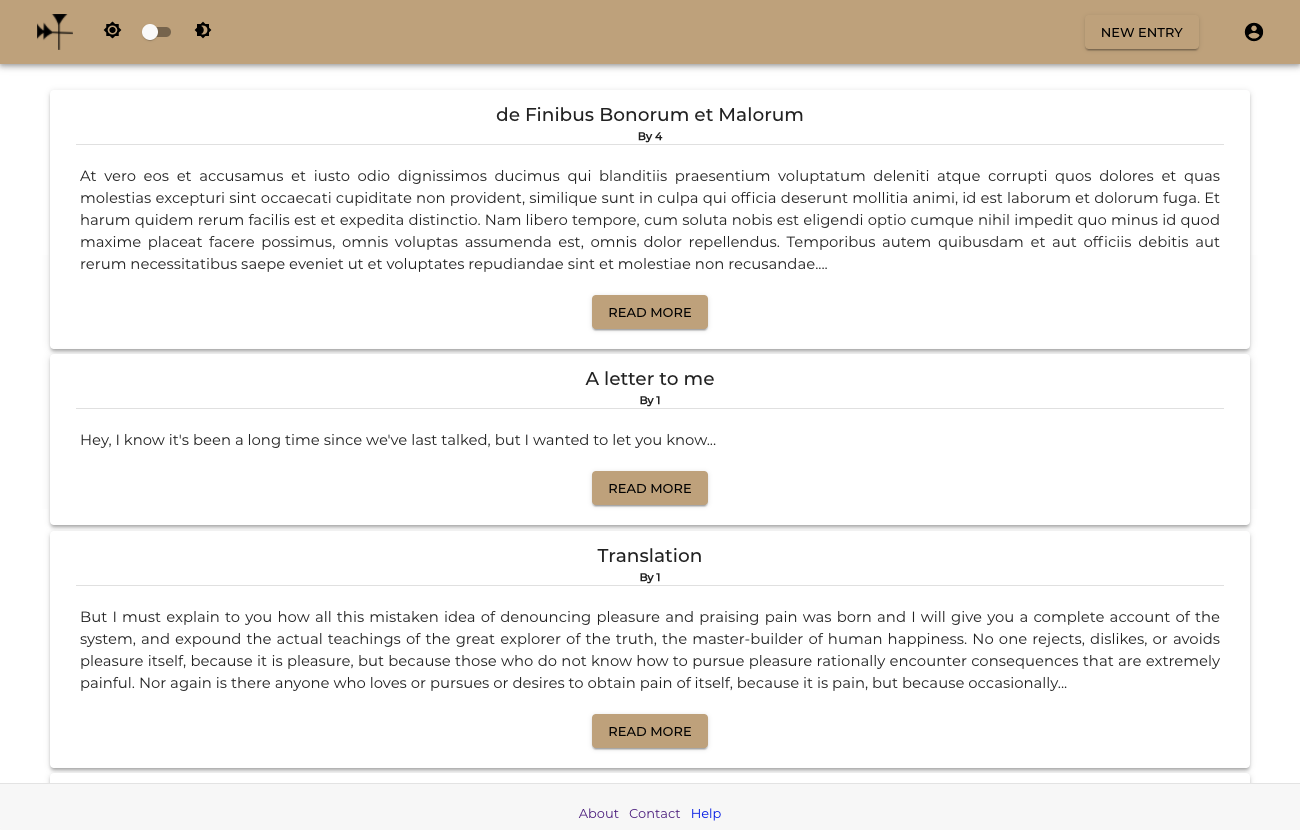 NEW ENTRY
de Finibus Bonorum et Malorum
By 4
At vero eos et accusamus et iusto odio dignissimos ducimus qui blanditiis praesentium voluptatum deleniti atque corrupti quos dolores et quas
molestias excepturi sint occaecati cupiditate non provident, similique sunt in culpa qui officia deserunt mollitia animi, id est laborum et dolorum fuga. Et
harum quidem rerum facilis est et expedita distinctio. Nam libero tempore, cum soluta nobis est eligendi optio cumque nihil impedit quo minus id quod
maxime placeat facere possimus, omnis voluptas assumenda est, omnis dolor repellendus. Temporibus autem quibusdam et aut officiis debitis aut
rerum necessitatibus saepe eveniet ut et voluptates repudiandae sint et molestiae non recusandae....
READ MORE
A letter to me
By 1
Hey, I know it's been a long time since we've last talked, but I wanted to let you know...
READ MORE
Translation
By 1
But I must explain to you how all this mistaken idea of denouncing pleasure and praising pain was born and I will give you a complete account of the
system, and expound the actual teachings of the great explorer of the truth, the master-builder of human happiness. No one rejects, dislikes, or avoids
pleasure itself, because it is pleasure, but because those who do not know how to pursue pleasure rationally encounter consequences that are extremely
painful. Nor again is there anyone who loves or pursues or desires to obtain pain of itself, because it is pain, but because occasionally...
READ MORE
About Contact Help